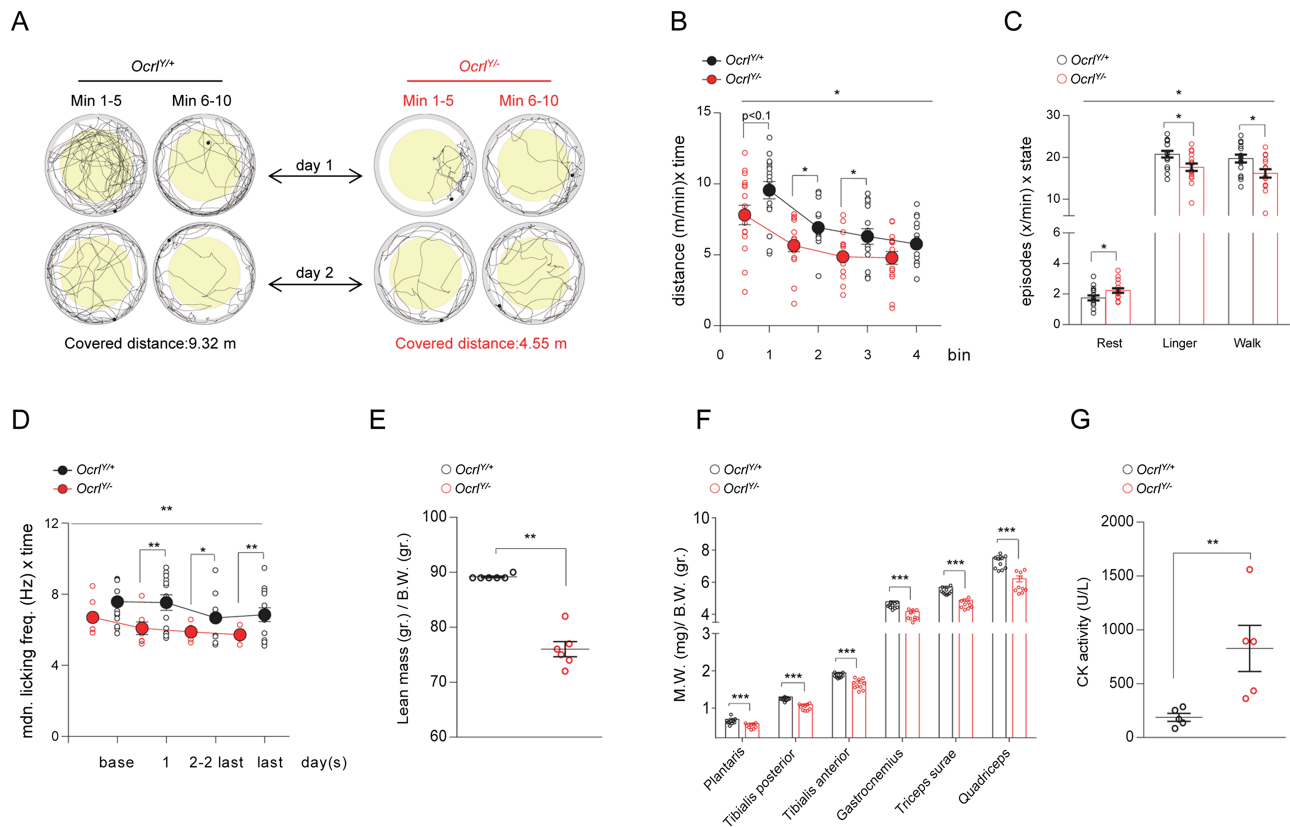 A
Ocrl^Y/+
Ocrl^Y/-
Min 1-5
Min 6-10
Min 1-5
Min 6-10
day 1
day 2
Covered distance:9.32 m
Covered distance:4.55 m
B
Ocrl^Y/+
Ocrl^Y/-
*
p<0.1
*
*
distance (m/min)x time
15
10
5
0
0 1 2 3 4 bin
C
Ocrl^Y/+
Ocrl^Y/-
*
*
*
*
episodes (x/min) x state
30
20
30
6
4
2
0
Rest Linger Walk
D
Ocrl^Y/+
Ocrl^Y/-
**
**
*
**
mdn. licking freq. (Hz) x time
12
8
4
0
base 1 2-2 last last day(s)
E
Ocrl^Y/+
Ocrl^Y/-
**
Lean mass (gr.) / B.W. (gr.)
100
90
80
70
60
F
Ocrl^Y/+
Ocrl^Y/-
***
***
***
***
***
***
M.W. (mg)/ B.W. (gr.)
10
8
6
4
3
2
1
Plantaris
Tibialis posterior
Tibialis anterior
Gastrocnemius
Triceps surae
Quadriceps
G
Ocrl^Y/+
Ocrl^Y/-
**
CK activity (U/L)
2000
1500
1000
500
0